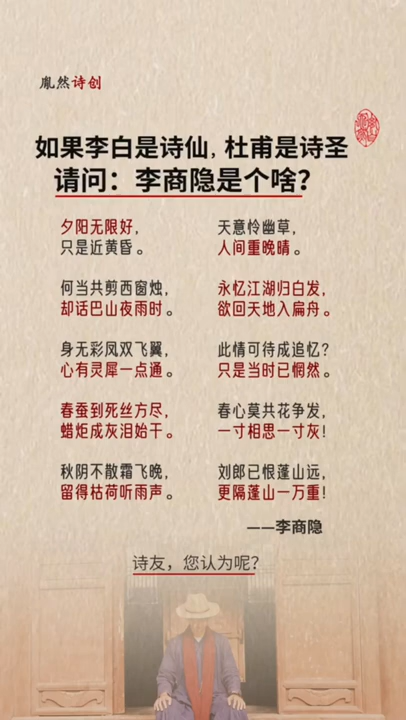 胤然诗创
如果李白是诗仙，杜甫是诗圣
请问：李商隐是个啥？
夕阳无限好，
只是近黄昏。
何当共剪西窗烛，
却话巴山夜雨时。
身无彩凤双飞翼，
心有灵犀一点通。
春蚕到死丝方尽，
蜡炬成灰泪始干。
秋阴不散霜飞晚，
留得枯荷听雨声。
天意怜幽草，
人间重晚晴。
永忆江湖归白发，
欲回天地入扁舟。
此情可待成追忆？
只是当时已惘然。
春心莫共花争发，
一寸相思一寸灰！
刘郎已恨蓬山远，
更隔蓬山一万重！
——李商隐
诗友，您认为呢？